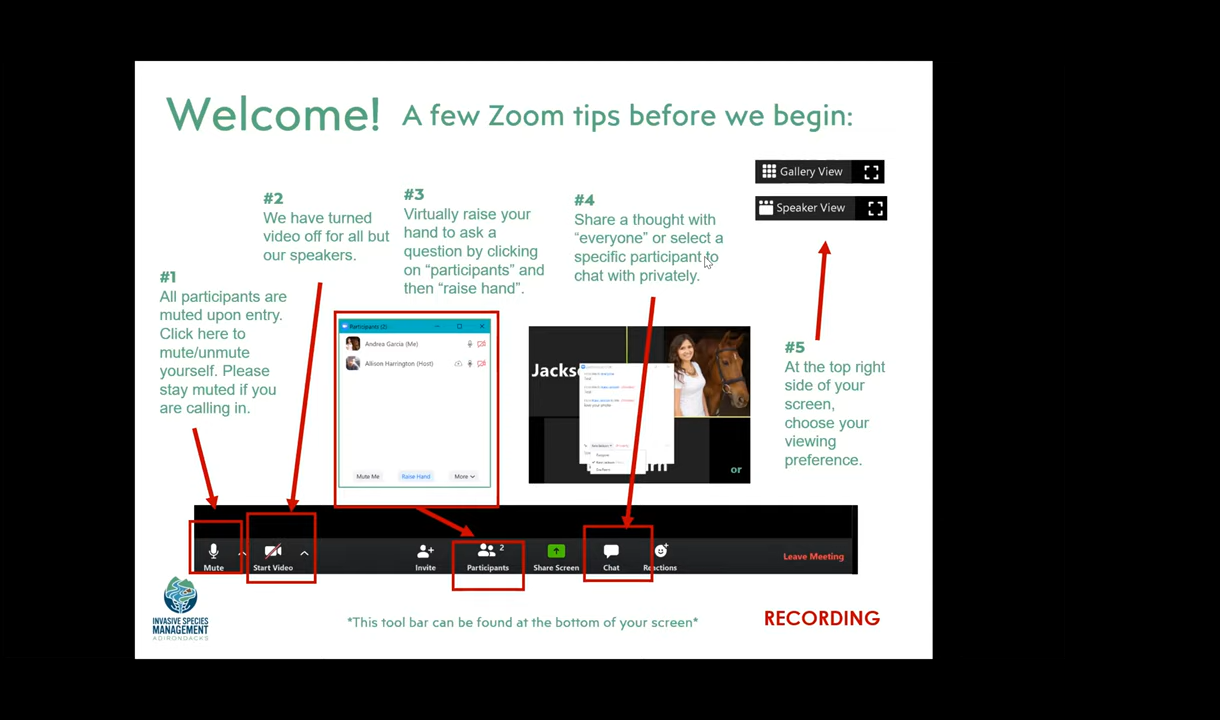 Welcome! A few Zoom tips before we begin:
Gallery View
Speaker View
#1
All participants are
muted upon entry.
Click here to
mute/unmute
yourself. Please
stay muted if you
are calling in.
#2
We have turned
video off for all but
our speakers.
#3
Virtually raise your
hand to ask a
question by clicking
on “participants” and
then “raise hand”.
#4
Share a thought with
“everyone” or select a
specific participant to
chat with privately.
#5
At the top right
side of your
screen,
choose your
viewing
preference.
Participants (2)
Andrea Garcia (Me)
Allison Harrington (Host)
Mute Me Raise Hand More
or
Mute Start Video Invite Participants 2 Share Screen Chat Reactions Leave Meeting
INVASIVE SPECIES
MANAGEMENT
ADIRONDACKS
*This tool bar can be found at the bottom of your screen*
RECORDING